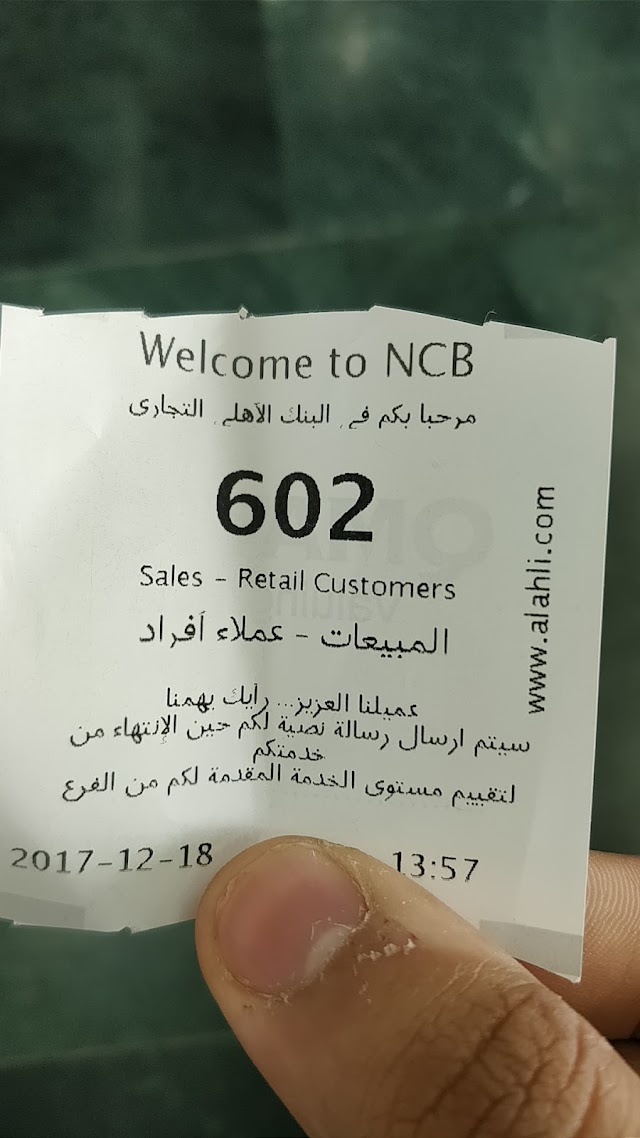 Welcome to NCB
مرحبا بكم في البنك الأهلي التجاري
602
Sales - Retail Customers
المبيعات - عملاء أفراد
عميلنا العزيز... رأيك يهمنا
سيتم ارسال رسالة نصية لكم حين الإنتهاء من
خدمتكم
لتقييم مستوى الخدمة المقدمة لكم من الفرع
2017-12-18 13:57
www.alahli.com